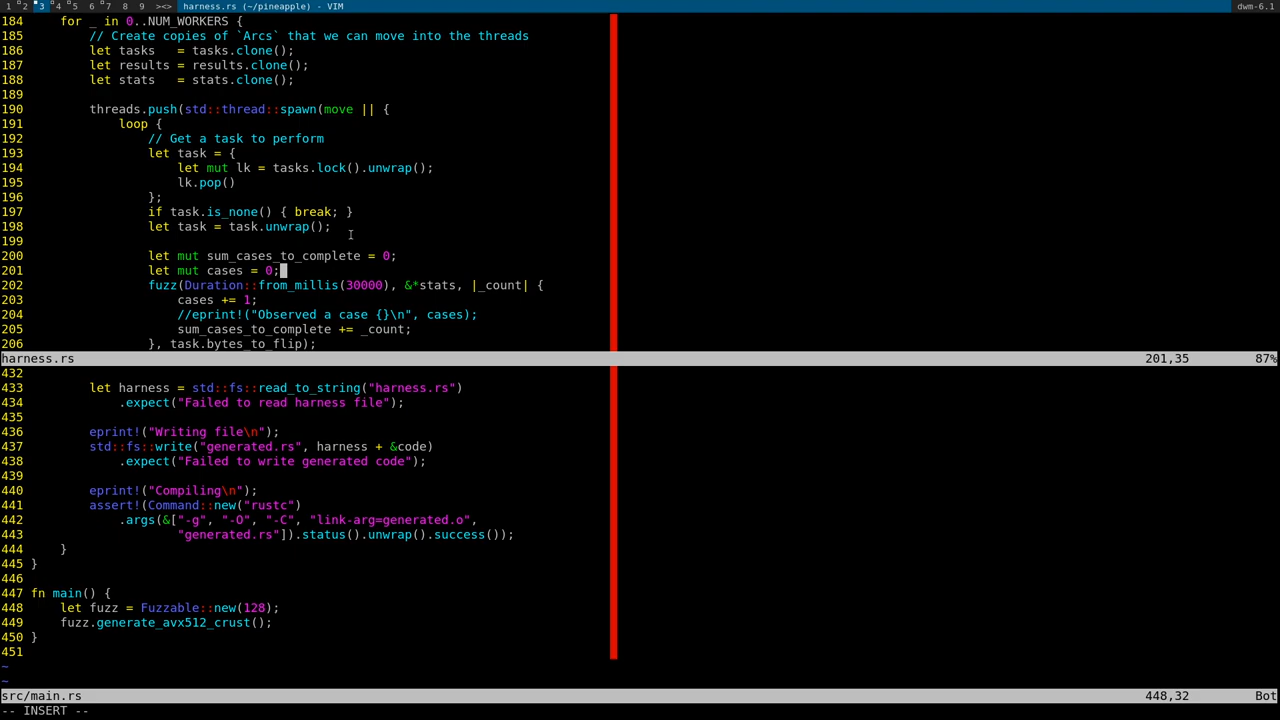 1 2 3 4 5 6 7 8 9 ><> harness.rs (~/pineapple) - VIM dwm-6.1
184     for _ in 0..NUM_WORKERS {
185         // Create copies of `Arcs` that we can move into the threads
186         let tasks   = tasks.clone();
187         let results = results.clone();
188         let stats   = stats.clone();
189
190         threads.push(std::thread::spawn(move || {
191             loop {
192                 // Get a task to perform
193                 let task = {
194                     let mut lk = tasks.lock().unwrap();
195                     lk.pop()
196                 };
197                 if task.is_none() { break; }
198                 let task = task.unwrap();
199
200                 let mut sum_cases_to_complete = 0;
201                 let mut cases = 0;
202                 fuzz(Duration::from_millis(30000), &*stats, |_count| {
203                     cases += 1;
204                     //eprint!("Observed a case {}\n", cases);
205                     sum_cases_to_complete += _count;
206                 }, task.bytes_to_flip);
harness.rs 201,35 87%
432
433         let harness = std::fs::read_to_string("harness.rs")
434             .expect("Failed to read harness file");
435
436         eprint!("Writing file\n");
437         std::fs::write("generated.rs", harness + &code)
438             .expect("Failed to write generated code");
439
440         eprint!("Compiling\n");
441         assert!(Command::new("rustc")
442             .args(&["-g", "-O", "-C", "link-arg=generated.o",
443                     "generated.rs"]).status().unwrap().success());
444     }
445 }
446
447 fn main() {
448     let fuzz = Fuzzable::new(128);
449     fuzz.generate_avx512_crust();
450 }
451
~
~
src/main.rs 448,32 Bot
-- INSERT --